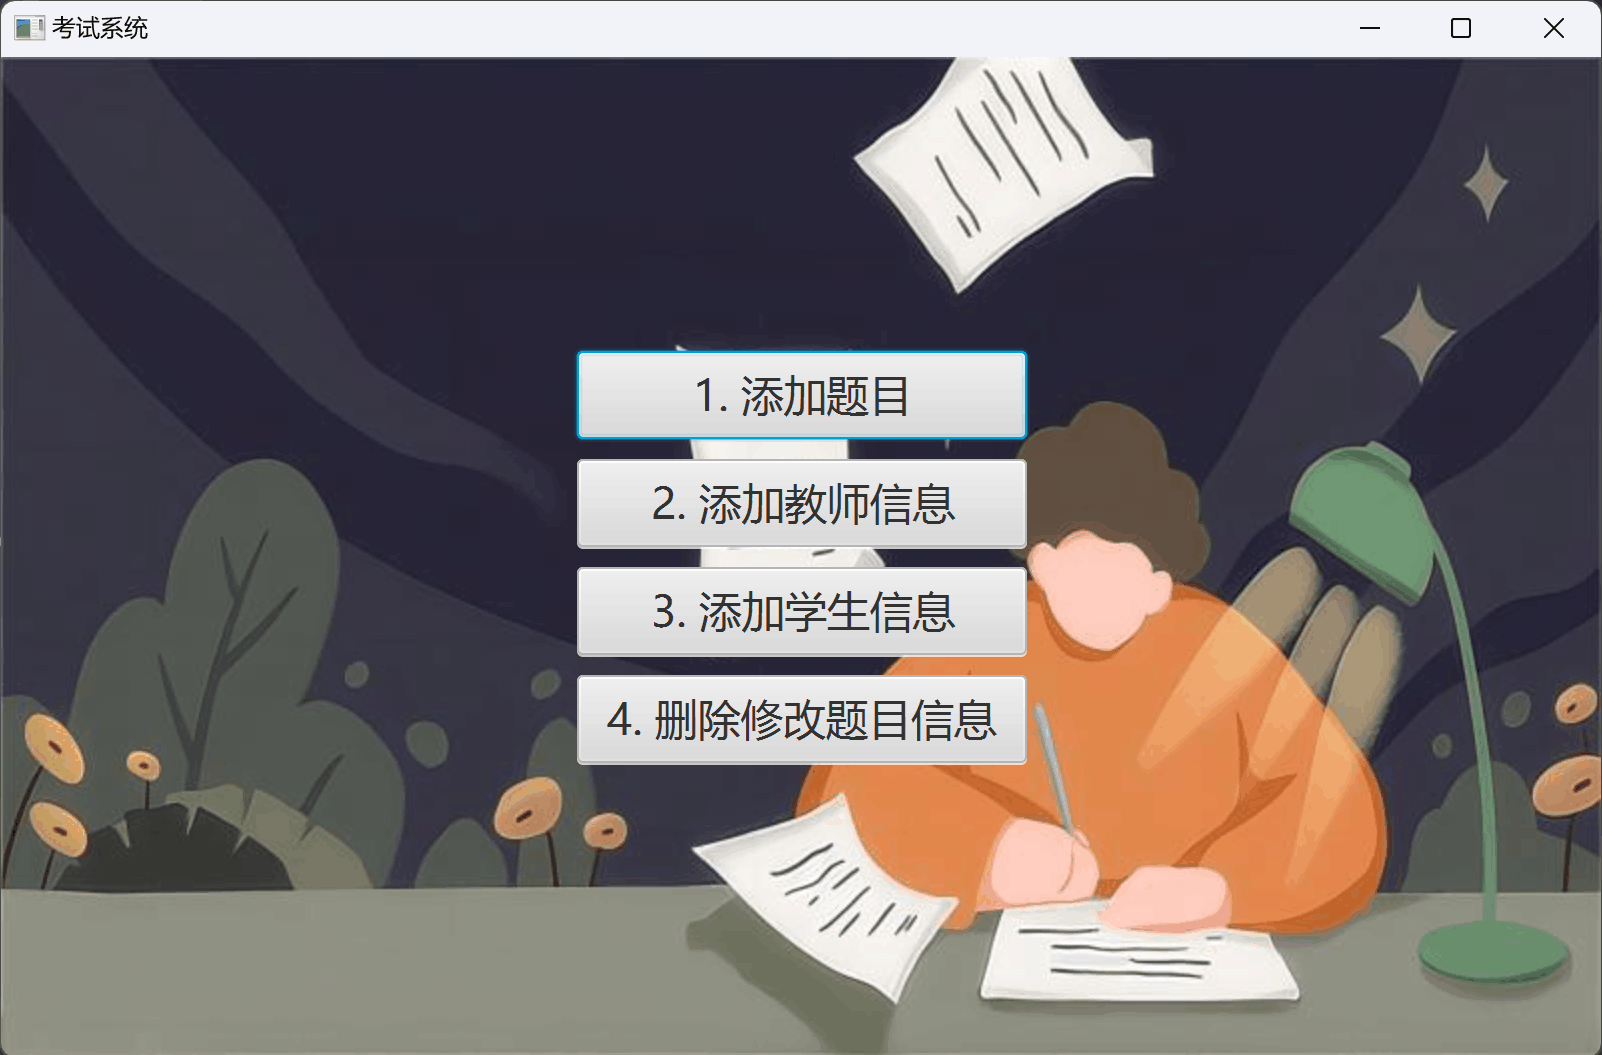 考试系统
1. 添加题目
2. 添加教师信息
3. 添加学生信息
4. 删除修改题目信息